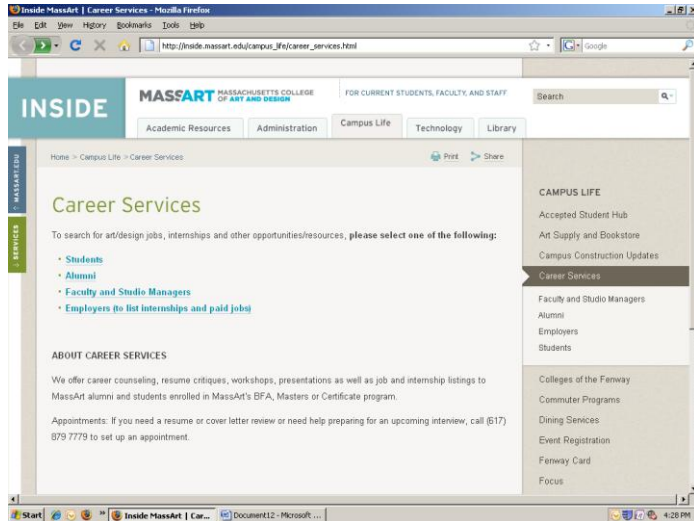 Inside MassArt | Career Services - Mozilla Firefox
File Edit View History Bookmarks Tools Help
http://inside.massart.edu/campus_life/career_services.html
Google
INSIDE
MASSART MASSACHUSETTS COLLEGE
OF ART AND DESIGN
FOR CURRENT STUDENTS, FACULTY, AND STAFF
Search
Academic Resources Administration Campus Life Technology Library
↑ MASSART.EDU
↓ SERVICES
Home > Campus Life > Career Services
Print Share
Career Services
To search for art/design jobs, internships and other opportunities/resources, please select one of the following:
• Students
• Alumni
• Faculty and Studio Managers
• Employers (to list internships and paid jobs)
ABOUT CAREER SERVICES
We offer career counseling, resume critiques, workshops, presentations as well as job and internship listings to
MassArt alumni and students enrolled in MassArt's BFA, Masters or Certificate program.
Appointments: If you need a resume or cover letter review or need help preparing for an upcoming interview, call (617)
879 7779 to set up an appointment.
CAMPUS LIFE
Accepted Student Hub
Art Supply and Bookstore
Campus Construction Updates
Career Services
Faculty and Studio Managers
Alumni
Employers
Students
Colleges of the Fenway
Commuter Programs
Dining Services
Event Registration
Fenway Card
Focus
Start
Inside MassArt | Car...
Document12 - Microsoft ...
4:28 PM